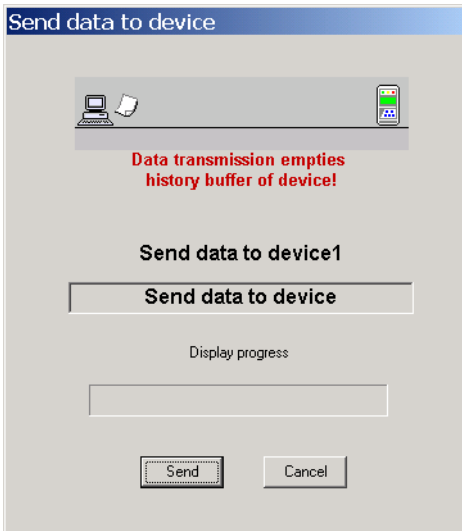 Send data to device
Data transmission empties
history buffer of device!
Send data to device1
Send data to device
Display progress
Send
Cancel